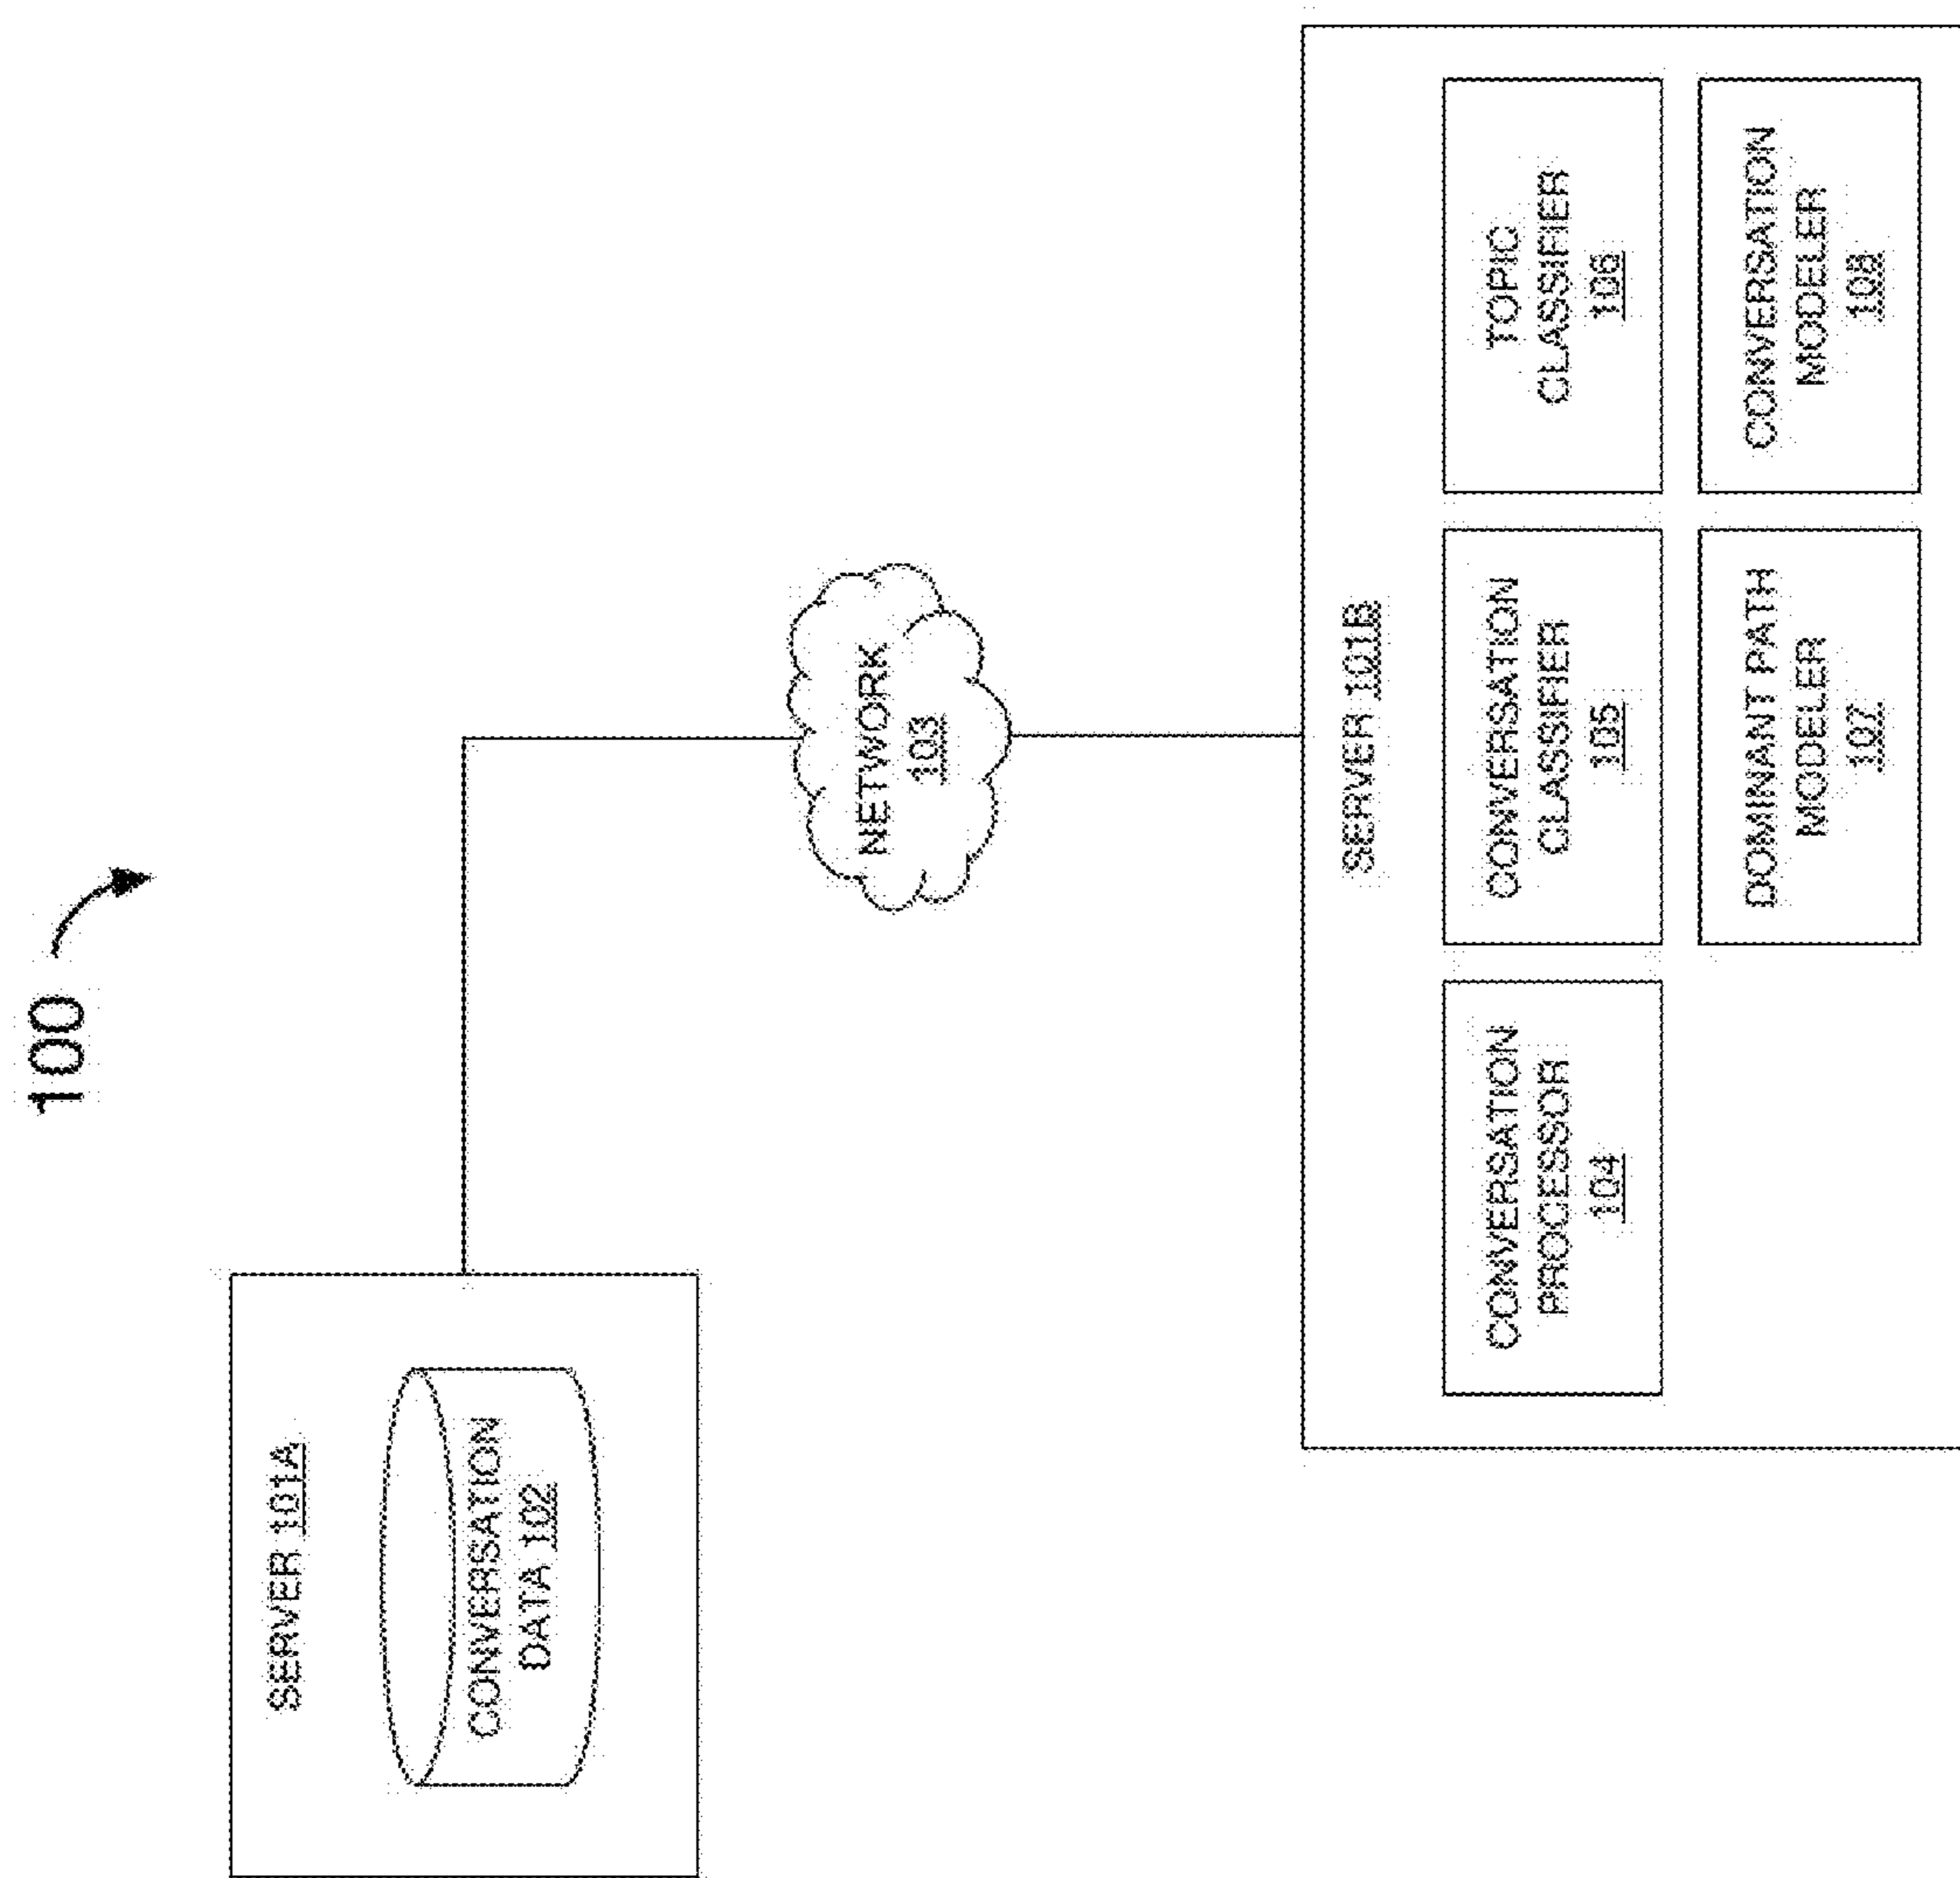 100
SERVER 101A
CONVERSATION
DATA 102
NETWORK
103
SERVER 101B
CONVERSATION
PROCESSOR
104
CONVERSATION
CLASSIFIER
105
TOPIC
CLASSIFIER
106
DOMINANT PATH
MODELER
107
CONVERSATION
MODELER
108